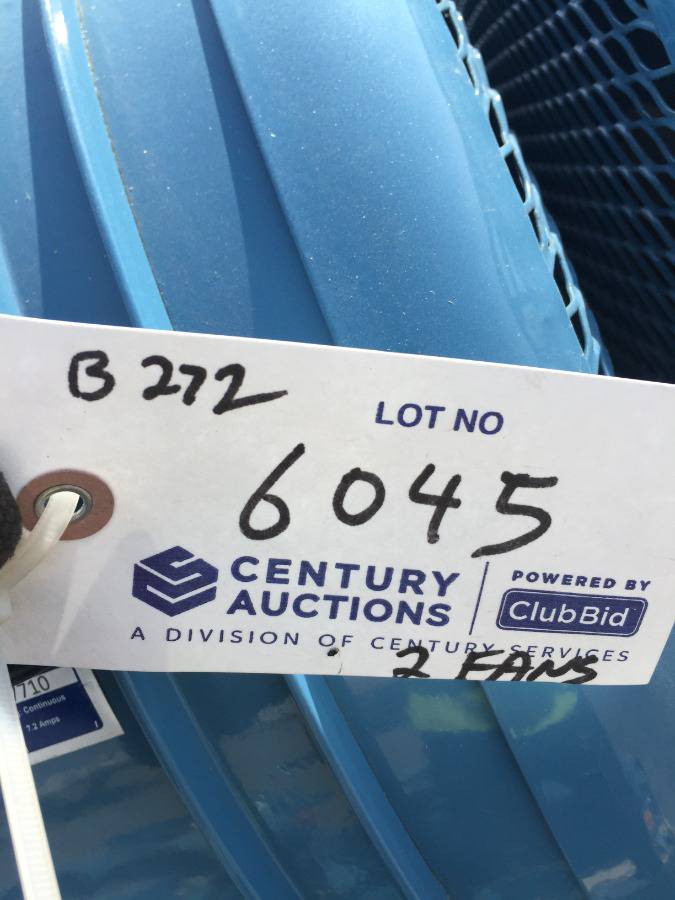 B 272
LOT NO
6045
CENTURY
AUCTIONS
POWERED BY
ClubBid
A DIVISION OF CENTURY SERVICES
2 FANS
710
Continuous
7.2 Amps